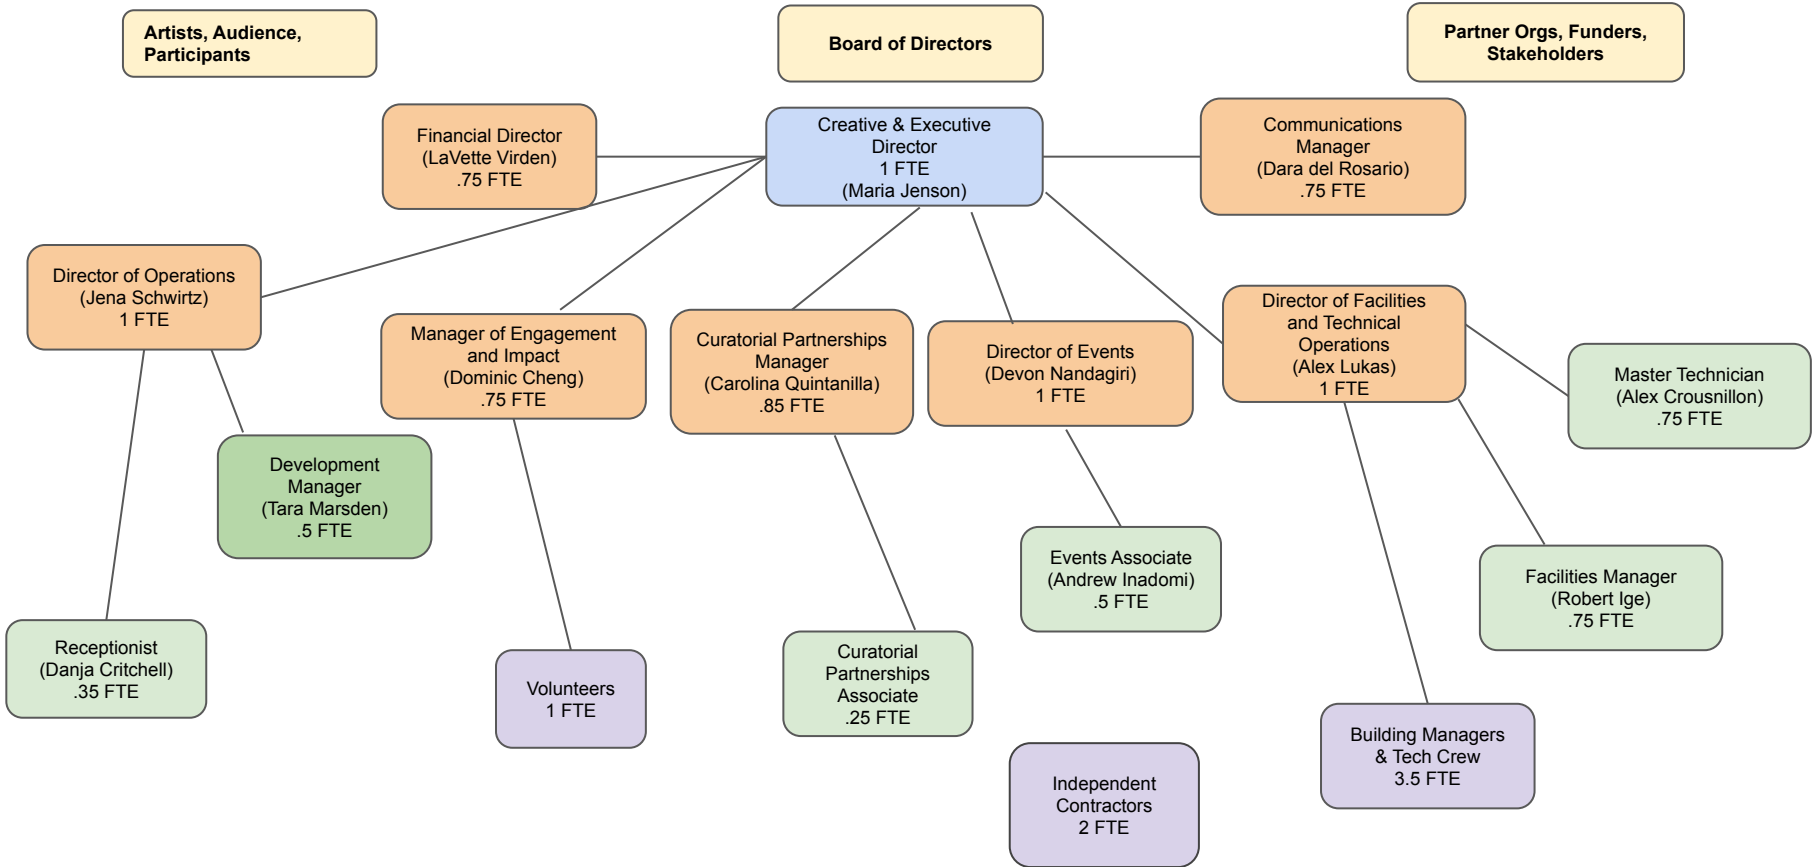 Artists, Audience,
Participants
Board of Directors
Partner Orgs, Funders,
Stakeholders
Financial Director
(LaVette Virden)
.75 FTE
Creative & Executive
Director
1 FTE
(Maria Jenson)
Communications
Manager
(Dara del Rosario)
.75 FTE
Director of Operations
(Jena Schwirtz)
1 FTE
Manager of Engagement
and Impact
(Dominic Cheng)
.75 FTE
Curatorial Partnerships
Manager
(Carolina Quintanilla)
.85 FTE
Director of Events
(Devon Nandagiri)
1 FTE
Director of Facilities
and Technical
Operations
(Alex Lukas)
1 FTE
Master Technician
(Alex Crousnillon)
.75 FTE
Development
Manager
(Tara Marsden)
.5 FTE
Events Associate
(Andrew Inadomi)
.5 FTE
Facilities Manager
(Robert Ige)
.75 FTE
Receptionist
(Danja Critchell)
.35 FTE
Volunteers
1 FTE
Curatorial
Partnerships
Associate
.25 FTE
Building Managers
& Tech Crew
3.5 FTE
Independent
Contractors
2 FTE